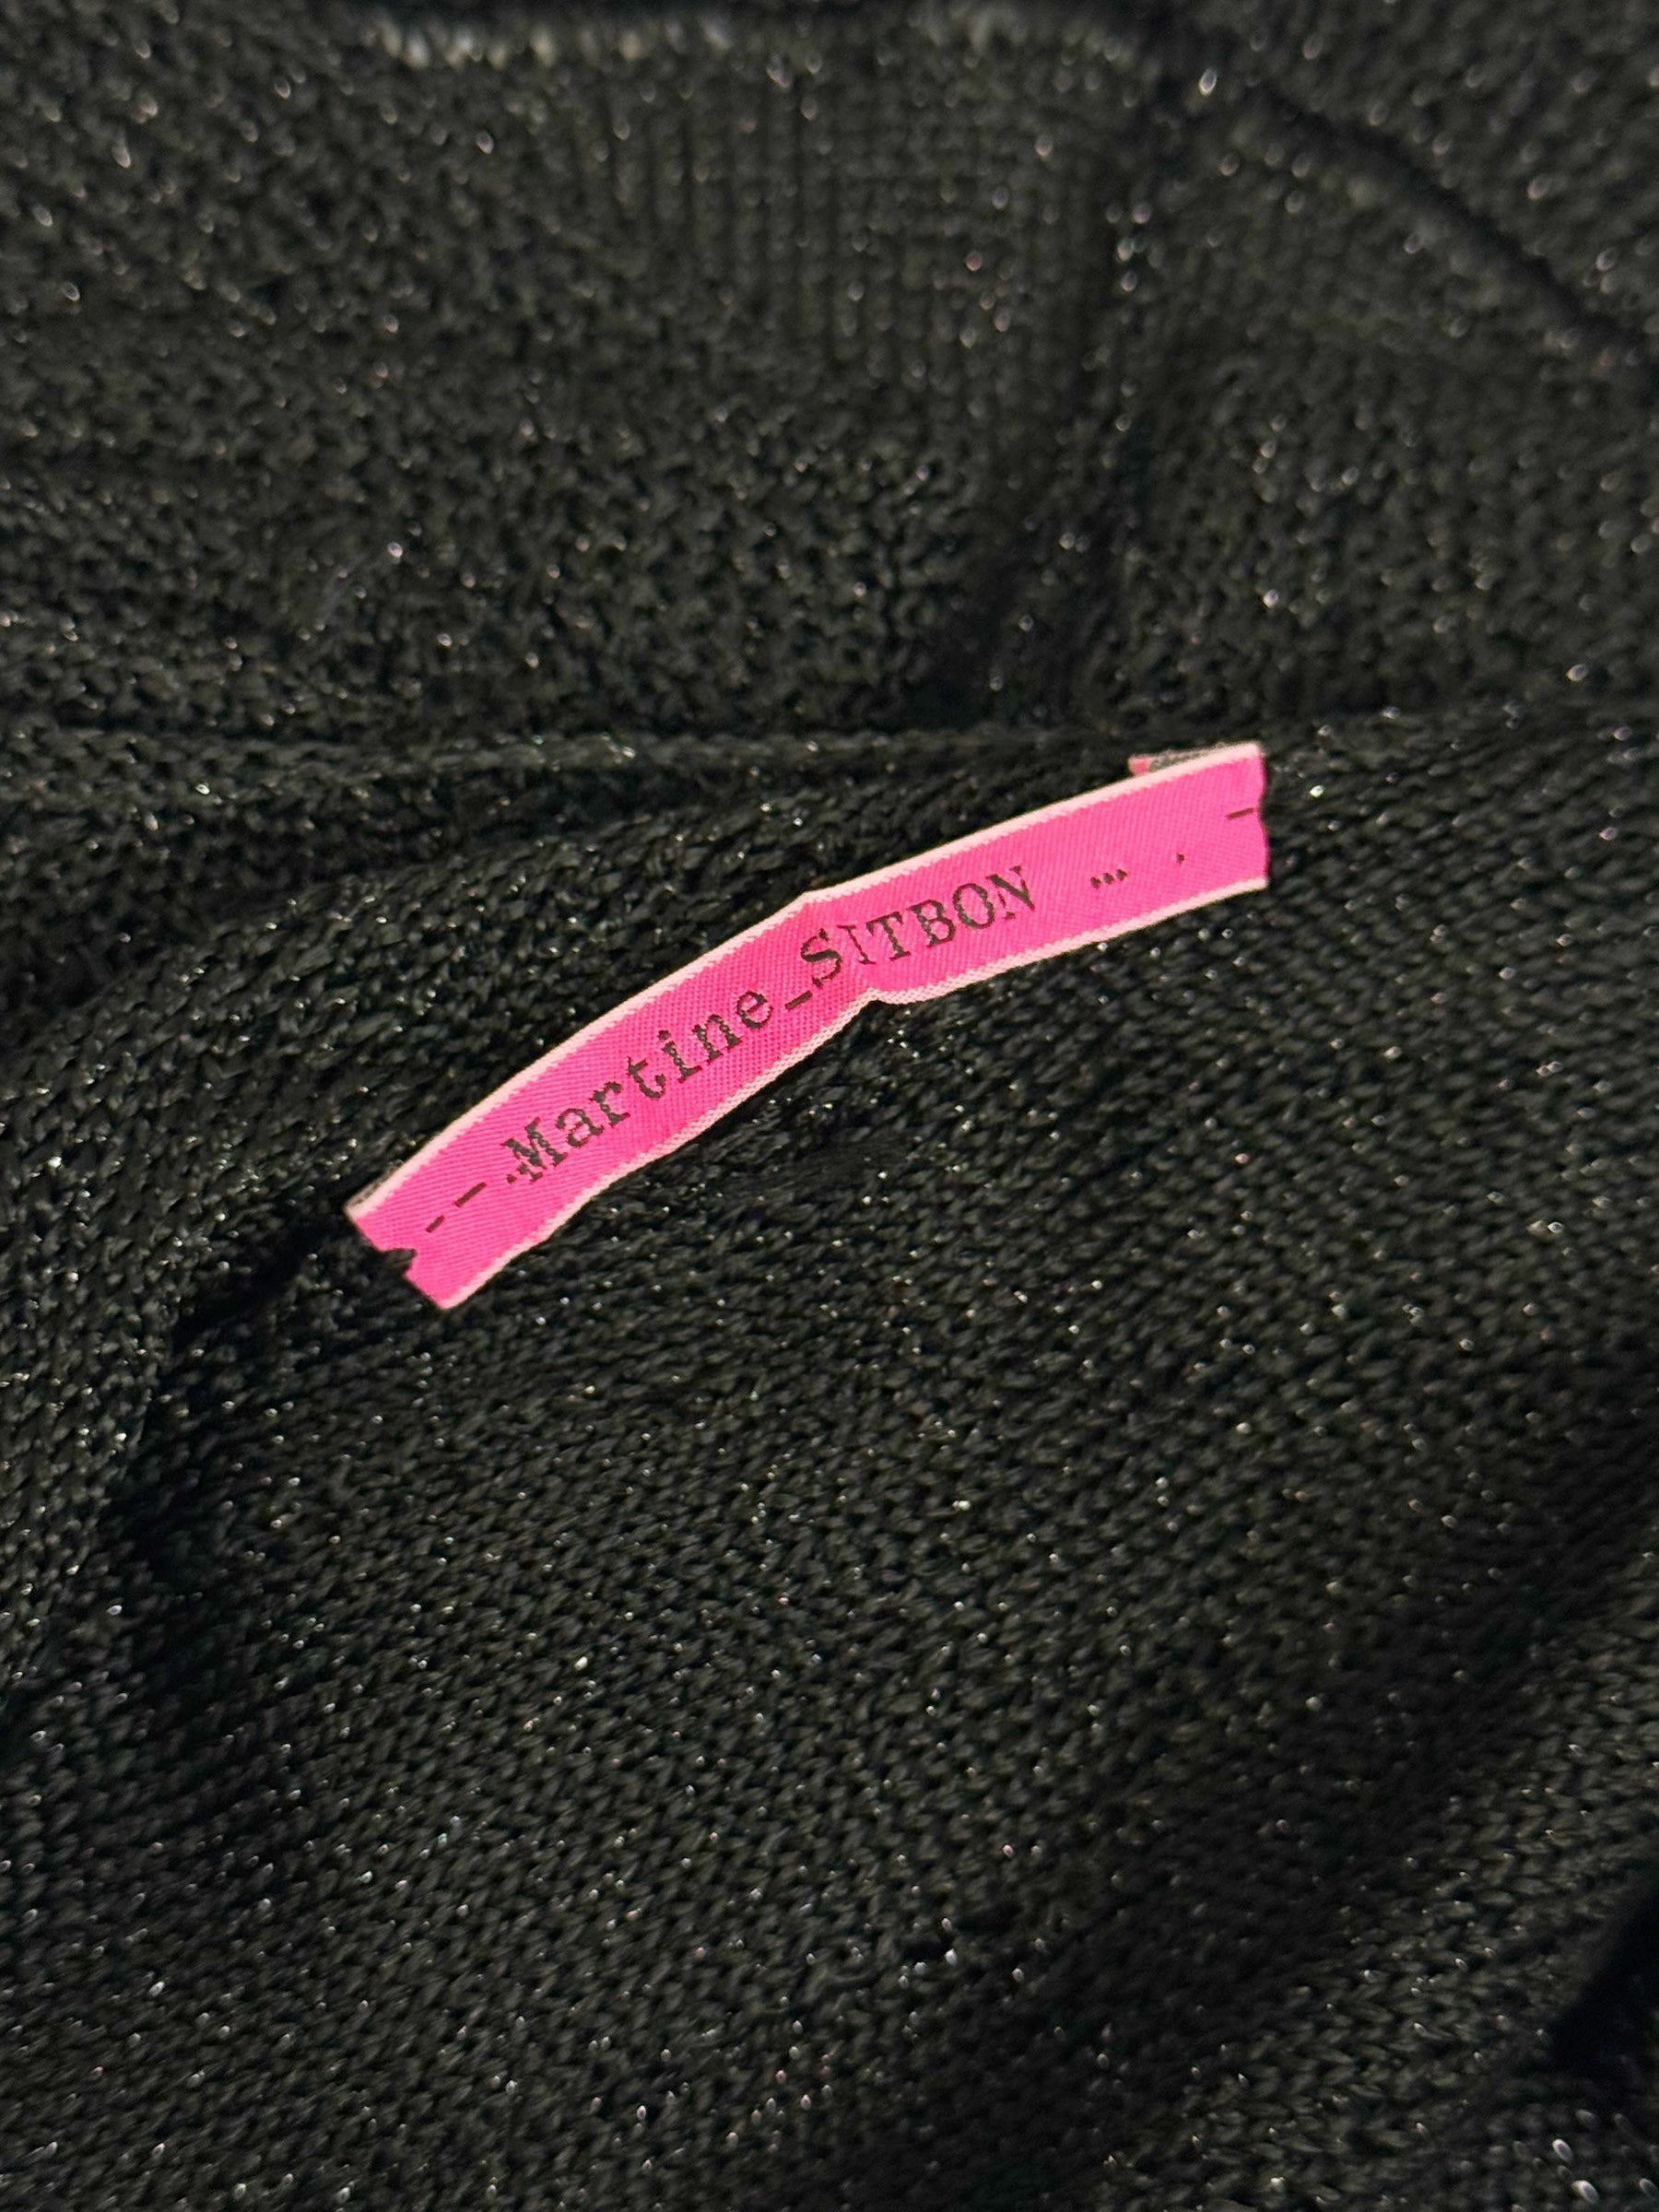 --.Martine_SITBON ... . -